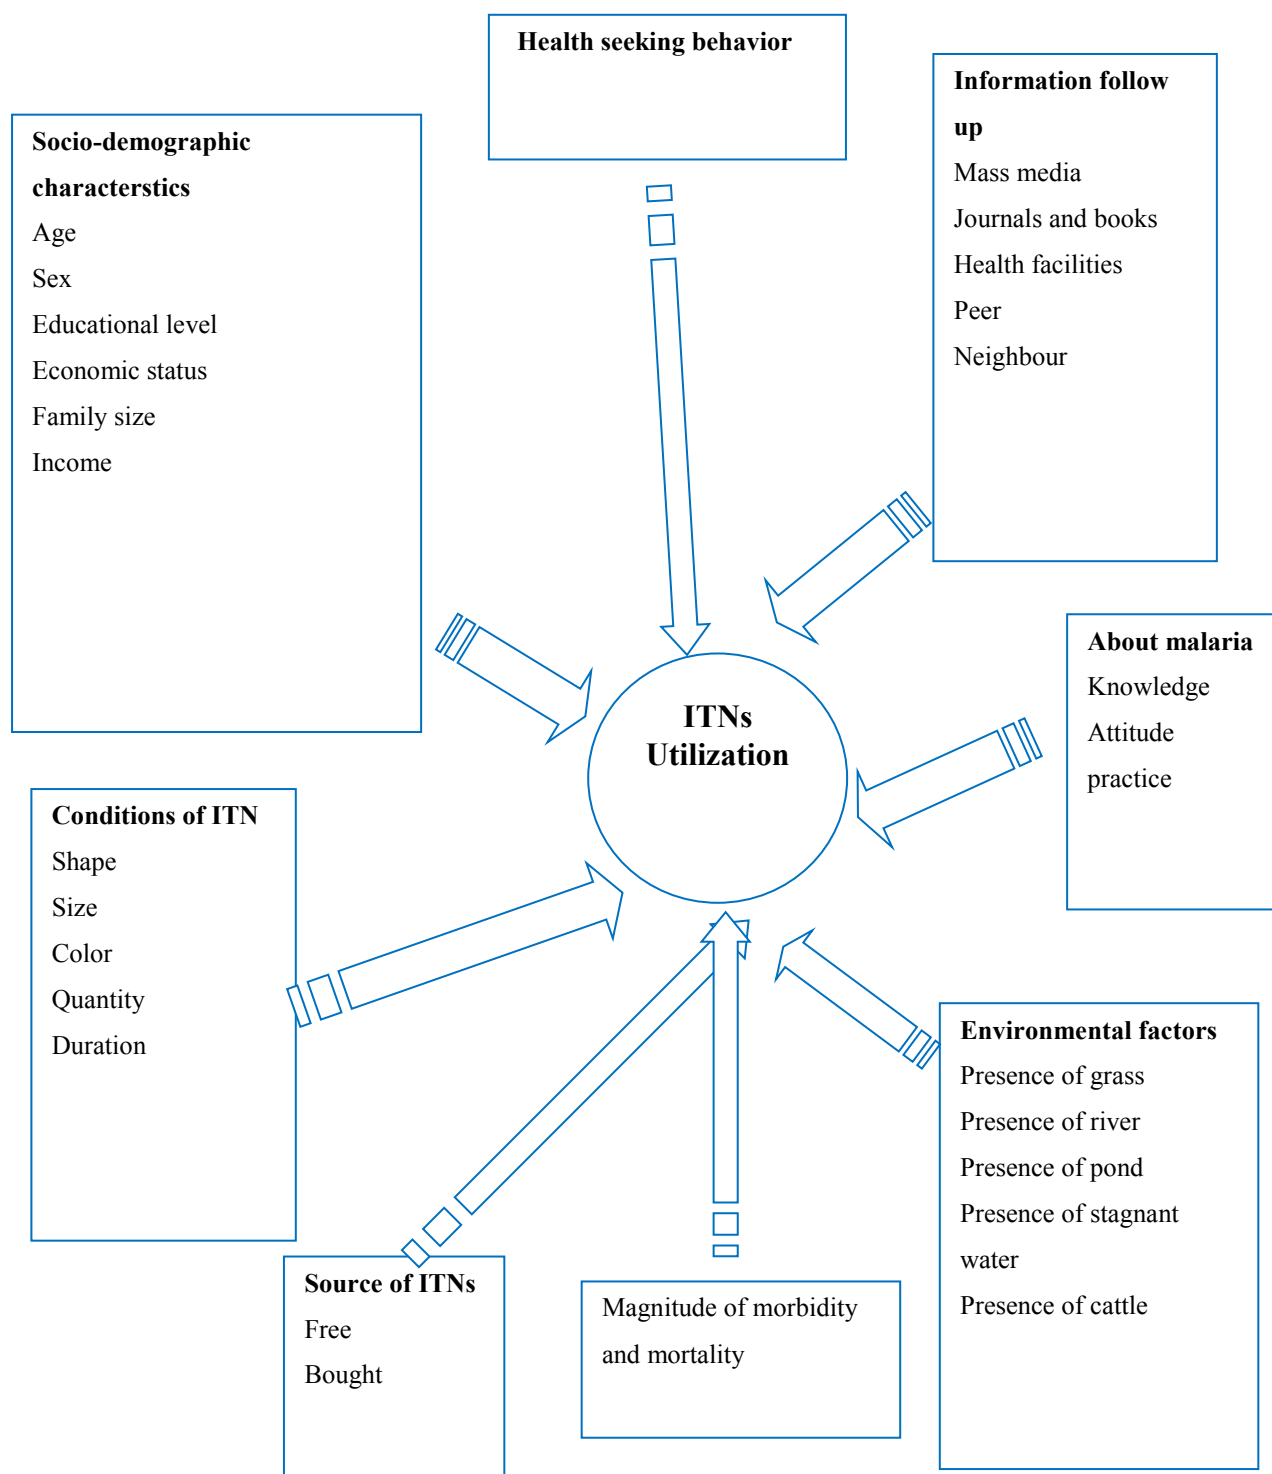 Health seeking behavior
Information follow
up
Mass media
Journals and books
Health facilities
Peer
Neighbour
Socio-demographic
characterstics
Age
Sex
Educational level
Economic status
Family size
Income
About malaria
Knowledge
Attitude
practice
ITNs
Utilization
Conditions of ITN
Shape
Size
Color
Quantity
Duration
Environmental factors
Presence of grass
Presence of river
Presence of pond
Presence of stagnant
water
Presence of cattle
Source of ITNs
Free
Bought
Magnitude of morbidity
and mortality